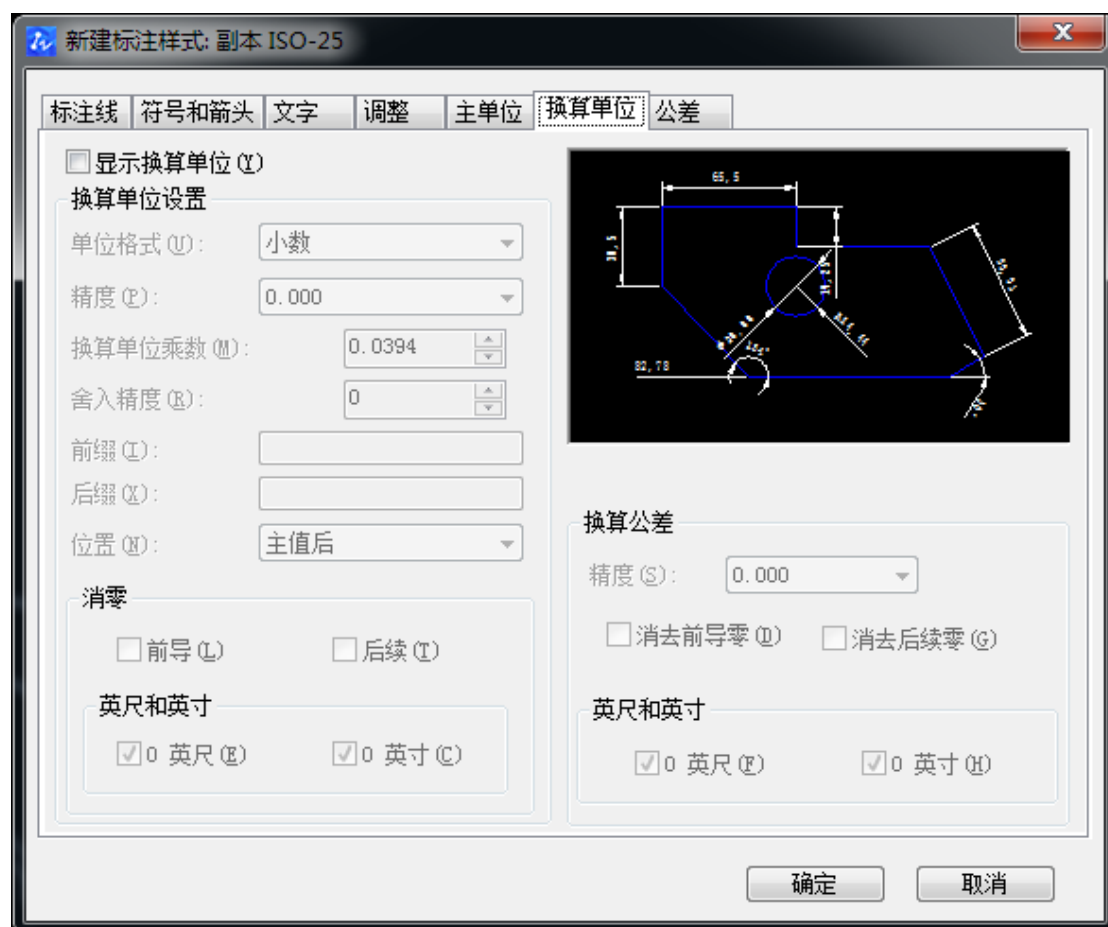 新建标注样式: 副本 ISO-25
标注线 符号和箭头 文字 调整 主单位 换算单位 公差
显示换算单位(Y)
换算单位设置
单位格式(U): 小数
精度(P): 0.000
换算单位乘数(M): 0.0394
舍入精度(R): 0
前缀(I):
后缀(X):
位置(N): 主值后
消零
前导(L) 后续(T)
英尺和英寸
0 英尺(E) 0 英寸(C)
65,5
82,78
换算公差
精度(S): 0.000
消去前导零(D) 消去后续零(G)
英尺和英寸
0 英尺(F) 0 英寸(H)
确定 取消